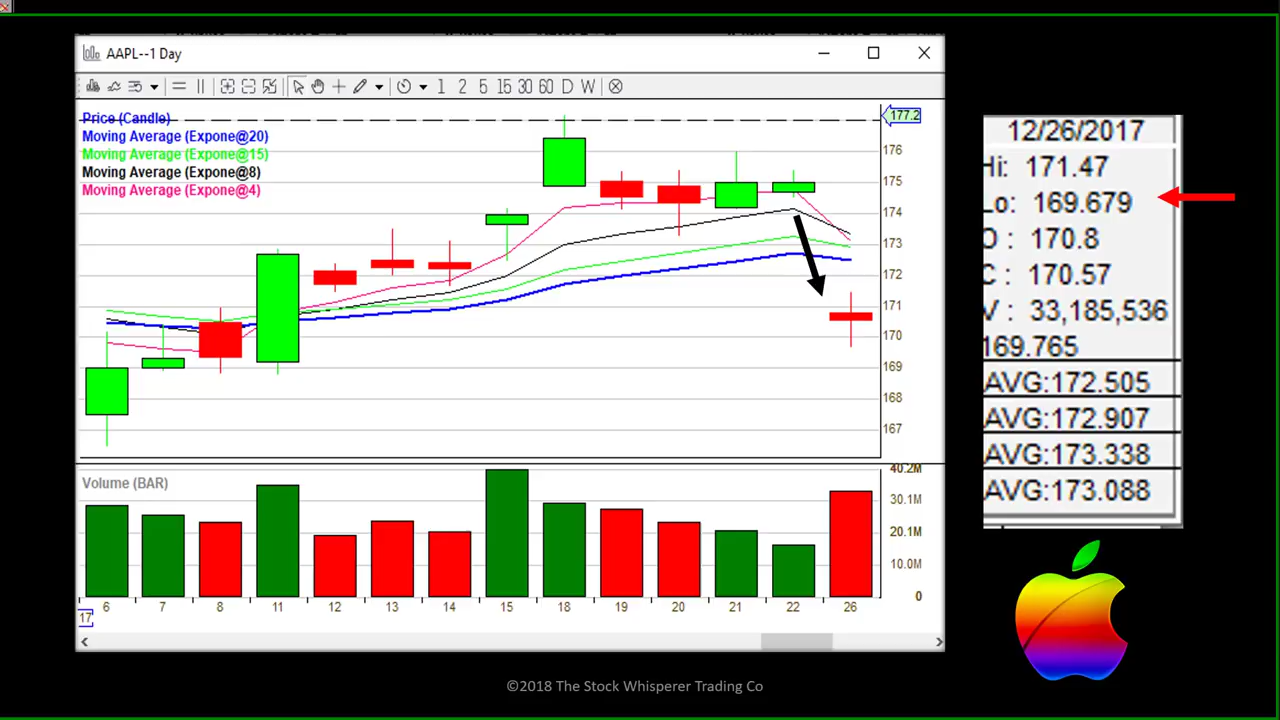 AAPL--1 Day
1 2 5 15 30 60 D W
Price (Candle)
Moving Average (Expone@20)
Moving Average (Expone@15)
Moving Average (Expone@8)
Moving Average (Expone@4)
177.2
176
175
174
173
172
171
170
169
168
167
Volume (BAR)
40.2M
30.1M
20.1M
10.0M
0
6 7 8 11 12 13 14 15 18 19 20 21 22 26
17
12/26/2017
Hi: 171.47
Lo: 169.679
O : 170.8
C : 170.57
V : 33,185,536
169.765
AVG:172.505
AVG:172.907
AVG:173.338
AVG:173.088
©2018 The Stock Whisperer Trading Co